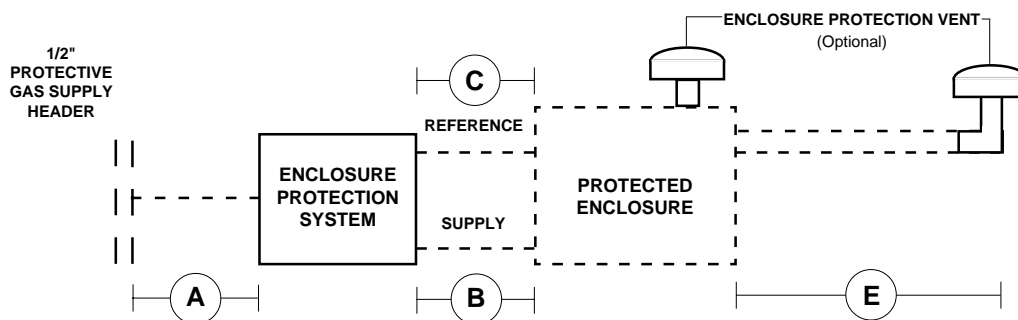 ENCLOSURE PROTECTION VENT
(Optional)
1/2"
PROTECTIVE
GAS SUPPLY
HEADER
C
REFERENCE
ENCLOSURE
PROTECTION
SYSTEM
PROTECTED
ENCLOSURE
SUPPLY
A
B
E